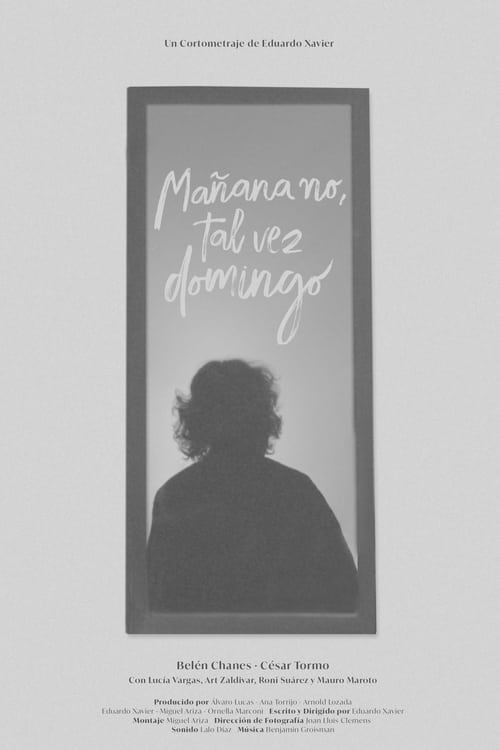 Un Cortometraje de Eduardo Xavier
Mañana no,
tal vez
domingo
Belén Chanes · César Tormo
Con Lucía Vargas, Art Zaldivar, Roni Suárez y Mauro Maroto
Producido por Álvaro Lucas · Ana Torrijo · Arnold Lozada
Eduardo Xavier · Miguel Ariza · Ornella Marconi Escrito y Dirigido por Eduardo Xavier
Montaje Miguel Ariza Dirección de Fotografía Joan Lluís Clemens
Sonido Lalo Díaz Música Benjamín Groisman